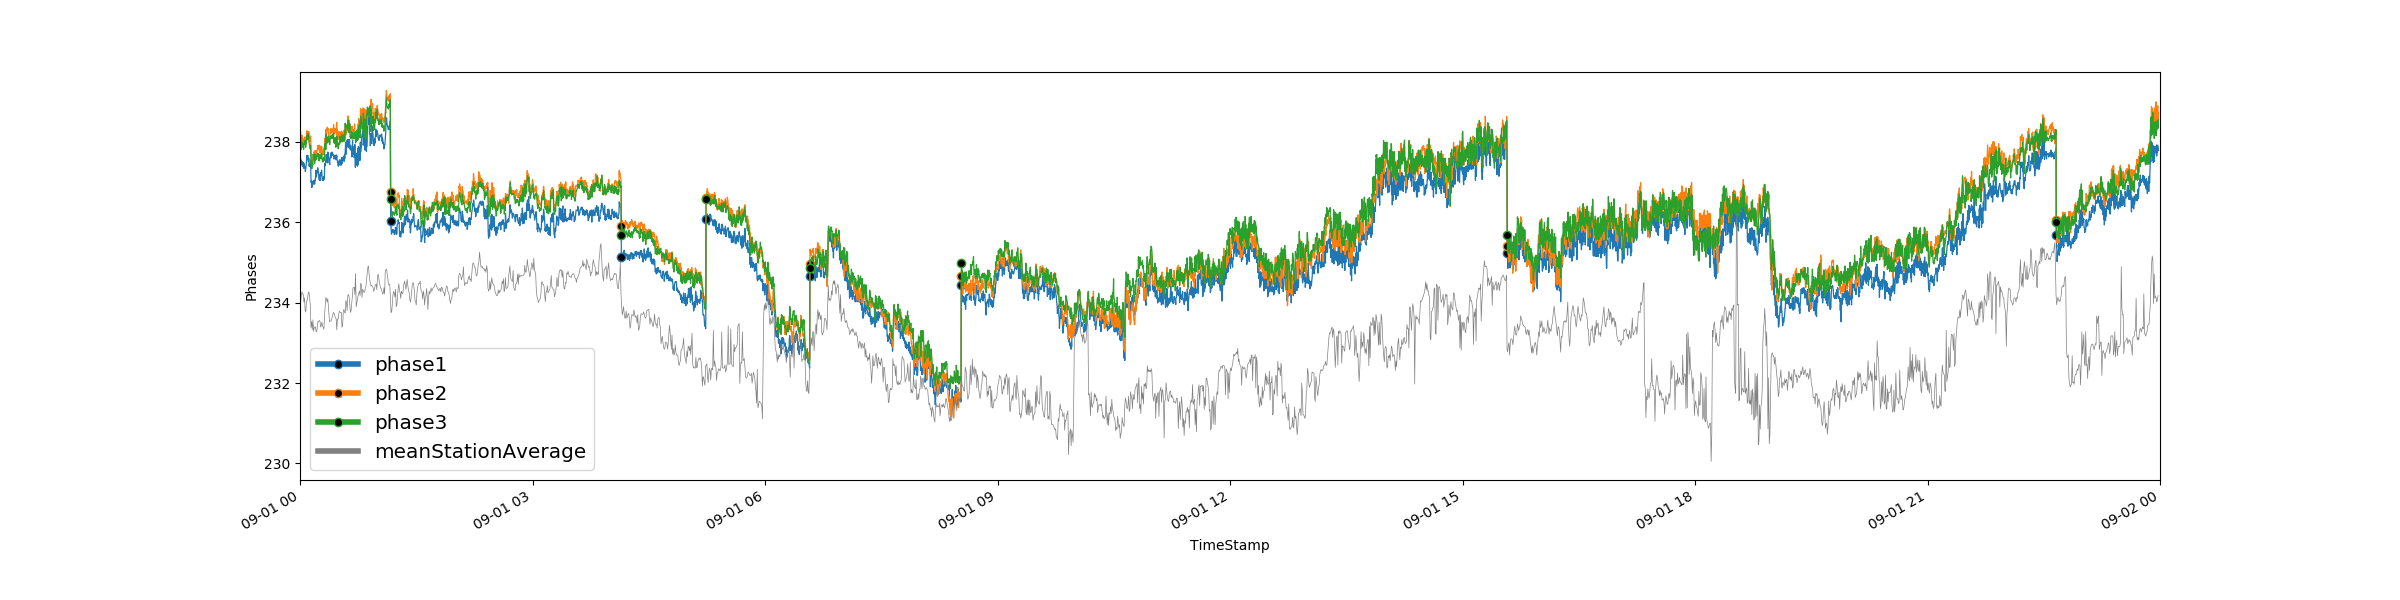 Phases
238
236
234
232
230
phase1
phase2
phase3
meanStationAverage
09-01 00
09-01 03
09-01 06
09-01 09
09-01 12
09-01 15
09-01 18
09-01 21
09-02 00
TimeStamp